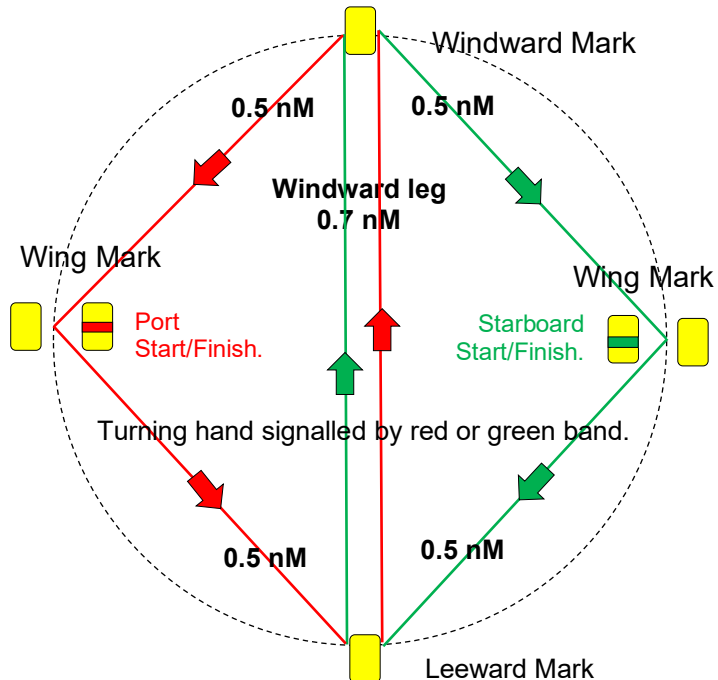 Windward Mark
0.5 nM
0.5 nM
Windward leg
0.7 nM
Wing Mark
Wing Mark
Port
Start/Finish.
Starboard
Start/Finish.
Turning hand signalled by red or green band.
0.5 nM
0.5 nM
Leeward Mark